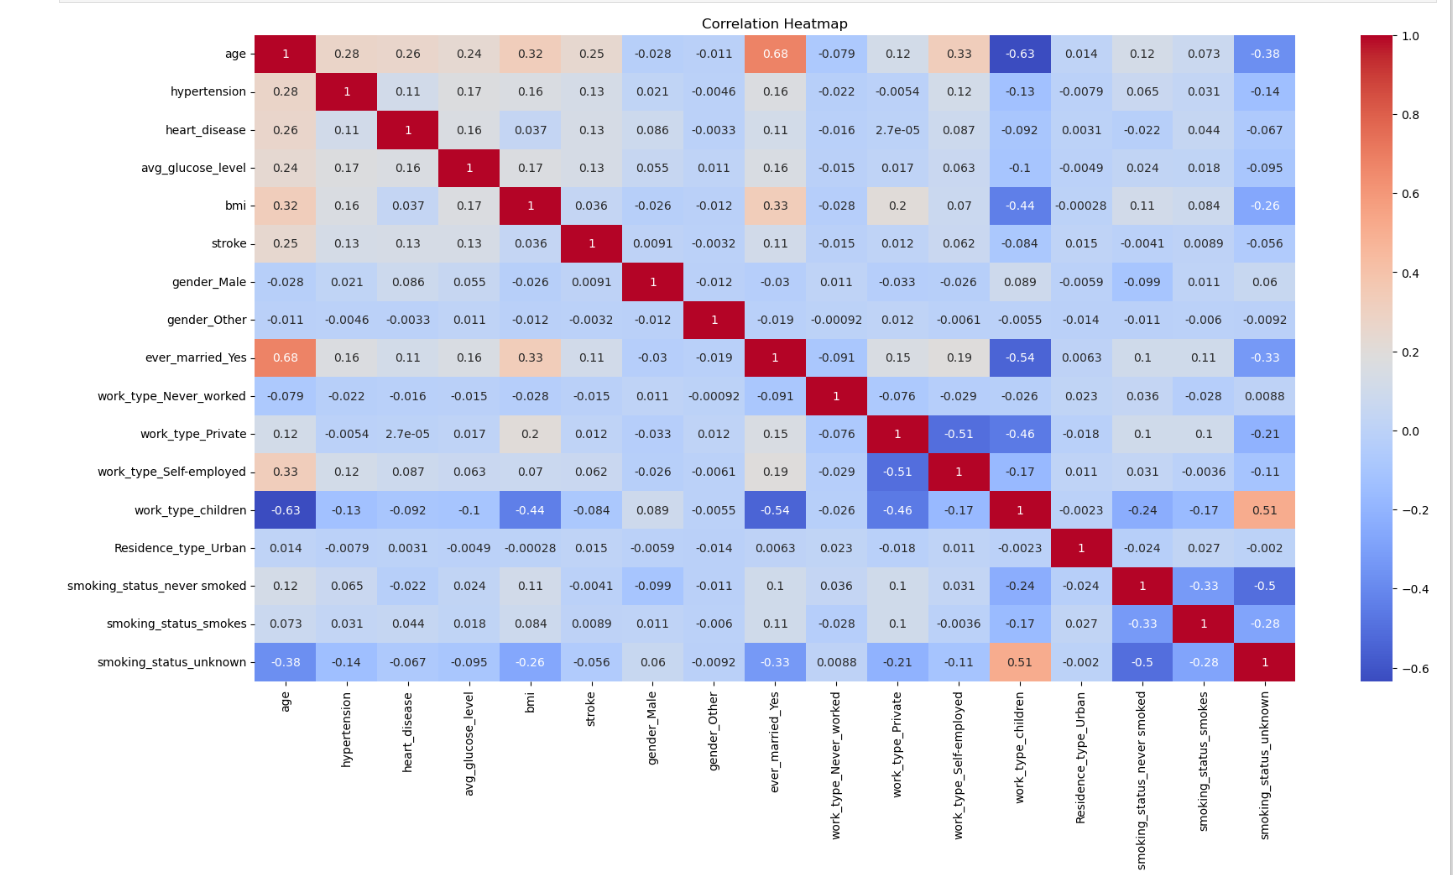 Correlation Heatmap
age 1 0.28 0.26 0.24 0.32 0.25 -0.028 -0.011 0.68 -0.079 0.12 0.33 -0.63 0.014 0.12 0.073 -0.38
hypertension 0.28 1 0.11 0.17 0.16 0.13 0.021 -0.0046 0.16 -0.022 -0.0054 0.12 -0.13 -0.0079 0.065 0.031 -0.14
heart_disease 0.26 0.11 1 0.16 0.037 0.13 0.086 -0.0033 0.11 -0.016 2.7e-05 0.087 -0.092 0.0031 -0.022 0.044 -0.067
avg_glucose_level 0.24 0.17 0.16 1 0.17 0.13 0.055 0.011 0.16 -0.015 0.017 0.063 -0.1 -0.0049 0.024 0.018 -0.095
bmi 0.32 0.16 0.037 0.17 1 0.036 -0.026 -0.012 0.33 -0.028 0.2 0.07 -0.44 -0.00028 0.11 0.084 -0.26
stroke 0.25 0.13 0.13 0.13 0.036 1 0.0091 -0.0032 0.11 -0.015 0.012 0.062 -0.084 0.015 -0.0041 0.0089 -0.056
gender_Male -0.028 0.021 0.086 0.055 -0.026 0.0091 1 -0.012 -0.03 0.011 -0.033 -0.026 0.089 -0.0059 -0.099 0.011 0.06
gender_Other -0.011 -0.0046 -0.0033 0.011 -0.012 -0.0032 -0.012 1 -0.019 -0.00092 0.012 -0.0061 -0.0055 -0.014 -0.011 -0.006 -0.0092
ever_married_Yes 0.68 0.16 0.11 0.16 0.33 0.11 -0.03 -0.019 1 -0.091 0.15 0.19 -0.54 0.0063 0.1 0.11 -0.33
work_type_Never_worked -0.079 -0.022 -0.016 -0.015 -0.028 -0.015 0.011 -0.00092 -0.091 1 -0.076 -0.029 -0.026 0.023 0.036 -0.028 0.0088
work_type_Private 0.12 -0.0054 2.7e-05 0.017 0.2 0.012 -0.033 0.012 0.15 -0.076 1 -0.51 -0.46 -0.018 0.1 0.1 -0.21
work_type_Self-employed 0.33 0.12 0.087 0.063 0.07 0.062 -0.026 -0.0061 0.19 -0.029 -0.51 1 -0.17 0.011 0.031 -0.0036 -0.11
work_type_children -0.63 -0.13 -0.092 -0.1 -0.44 -0.084 0.089 -0.0055 -0.54 -0.026 -0.46 -0.17 1 -0.0023 -0.24 -0.17 0.51
Residence_type_Urban 0.014 -0.0079 0.0031 -0.0049 -0.00028 0.015 -0.0059 -0.014 0.0063 0.023 -0.018 0.011 -0.0023 1 -0.024 0.027 -0.002
smoking_status_never smoked 0.12 0.065 -0.022 0.024 0.11 -0.0041 -0.099 -0.011 0.1 0.036 0.1 0.031 -0.24 -0.024 1 -0.33 -0.5
smoking_status_smokes 0.073 0.031 0.044 0.018 0.084 0.0089 0.011 -0.006 0.11 -0.028 0.1 -0.0036 -0.17 0.027 -0.33 1 -0.28
smoking_status_unknown -0.38 -0.14 -0.067 -0.095 -0.26 -0.056 0.06 -0.0092 -0.33 0.0088 -0.21 -0.11 0.51 -0.002 -0.5 -0.28 1
age
hypertension
heart_disease
avg_glucose_level
bmi
stroke
gender_Male
gender_Other
ever_married_Yes
work_type_Never_worked
work_type_Private
work_type_Self-employed
work_type_children
Residence_type_Urban
smoking_status_never smoked
smoking_status_smokes
smoking_status_unknown
1.0
0.8
0.6
0.4
0.2
0.0
−0.2
−0.4
−0.6